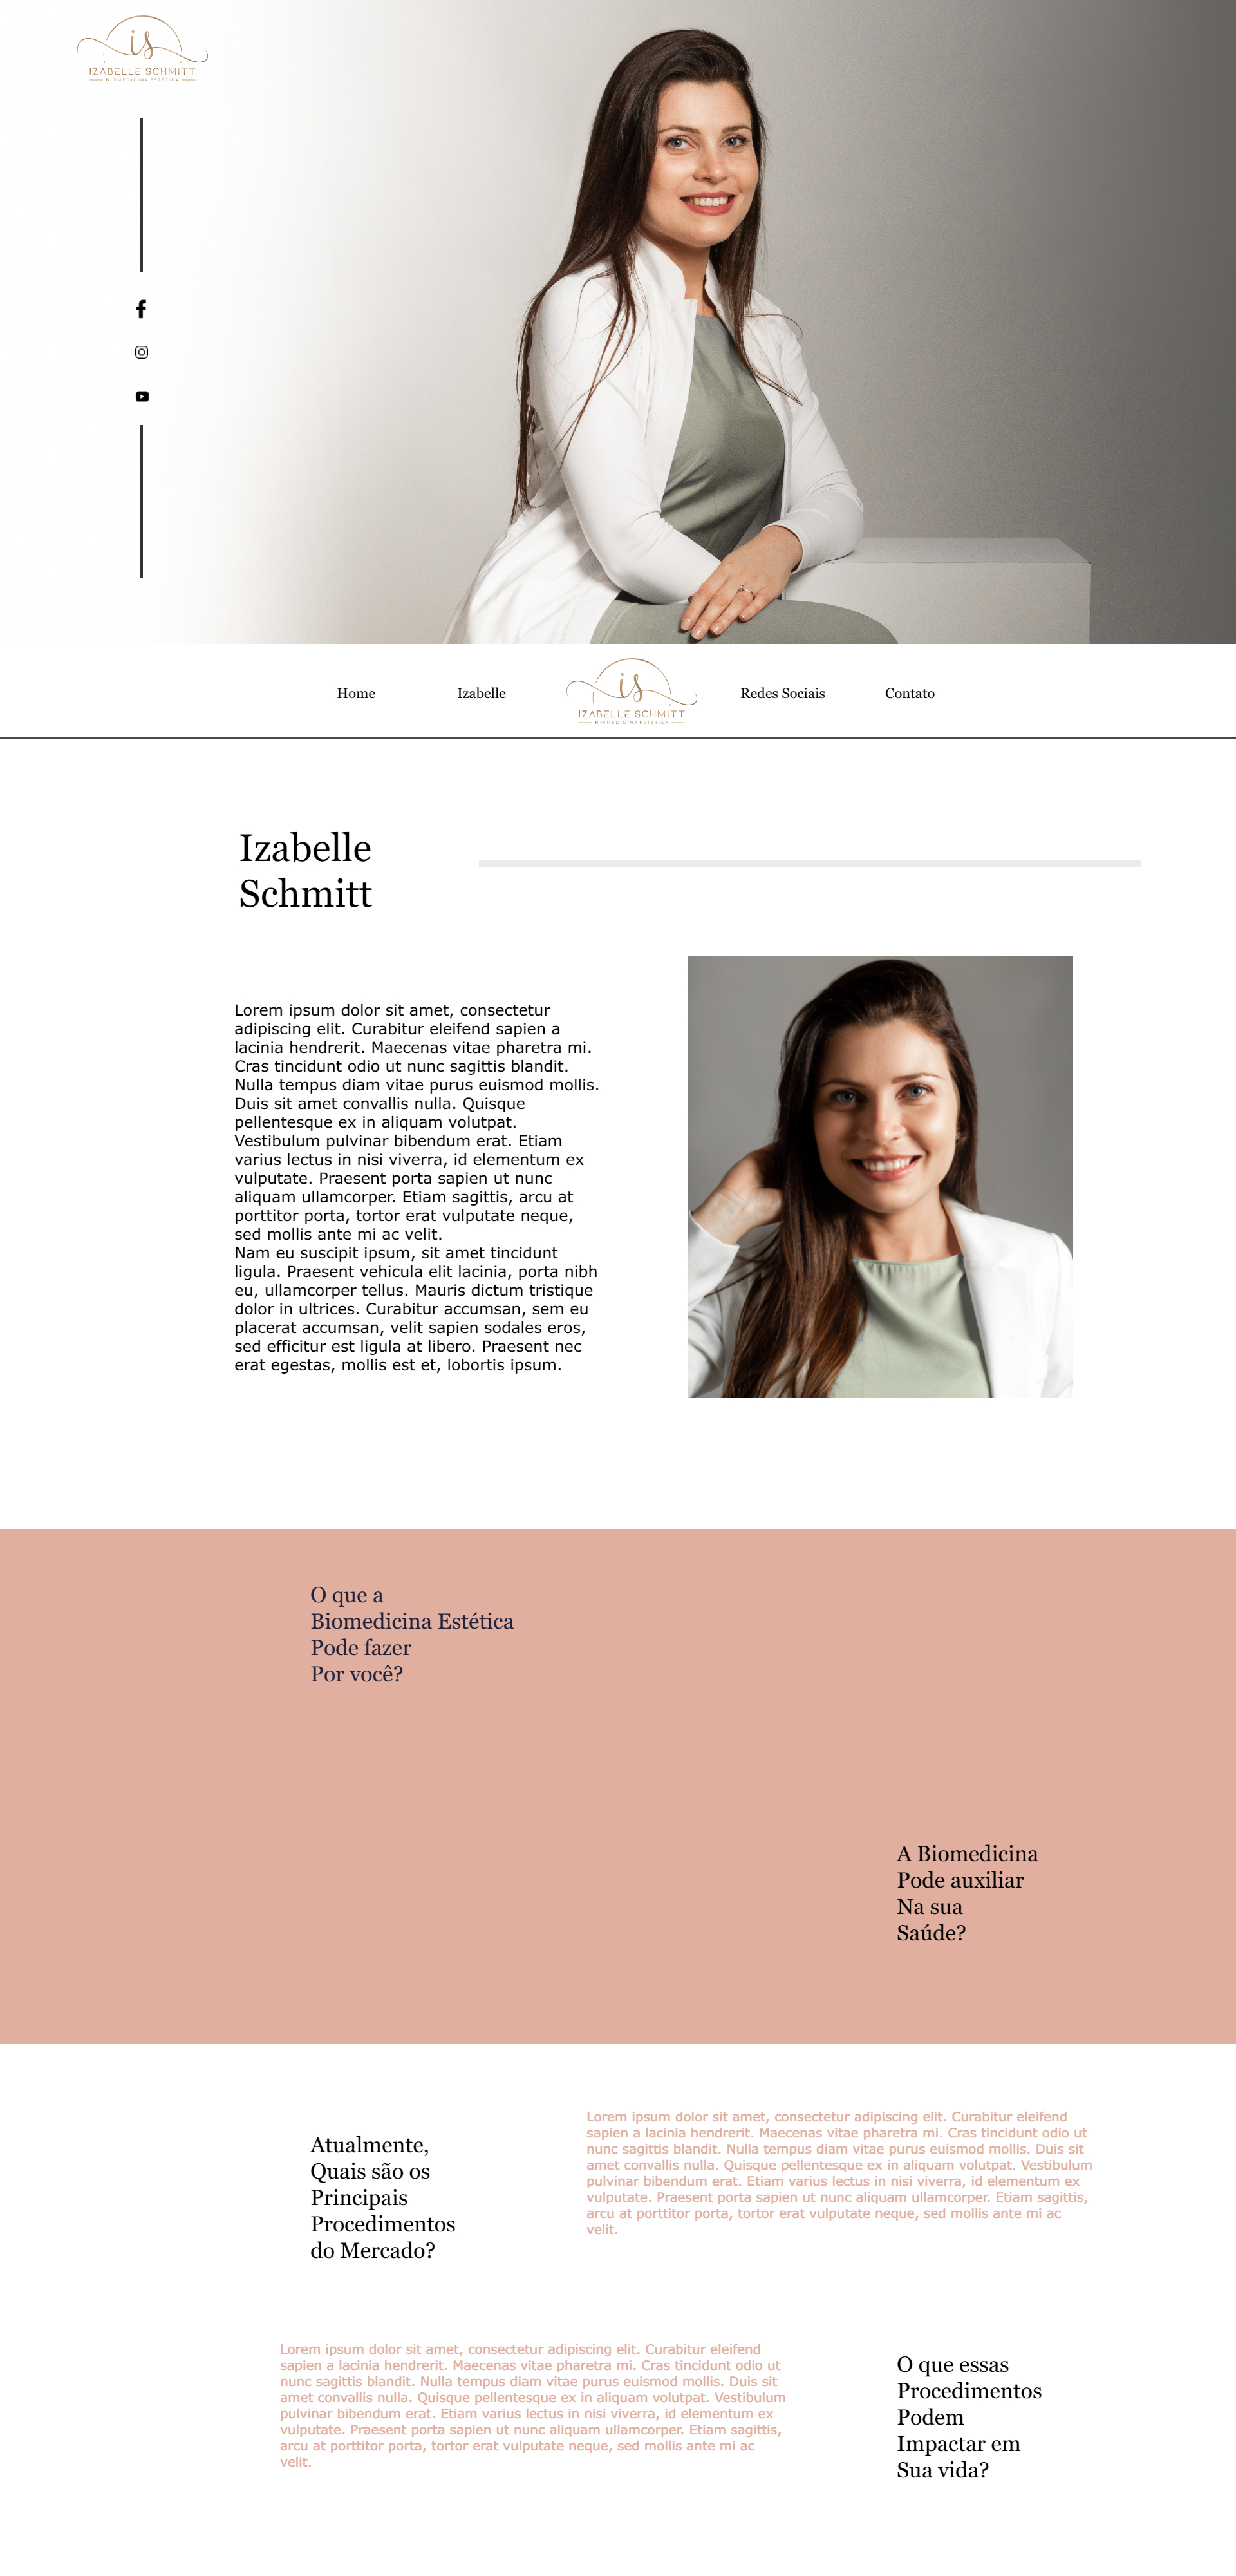 is
IZABELLE SCHMITT
BIOMEDICINA ESTÉTICA
Home
Izabelle
is
IZABELLE SCHMITT
BIOMEDICINA ESTÉTICA
Redes Sociais
Contato
Izabelle
Schmitt
Lorem ipsum dolor sit amet, consectetur
adipiscing elit. Curabitur eleifend sapien a
lacinia hendrerit. Maecenas vitae pharetra mi.
Cras tincidunt odio ut nunc sagittis blandit.
Nulla tempus diam vitae purus euismod mollis.
Duis sit amet convallis nulla. Quisque
pellentesque ex in aliquam volutpat.
Vestibulum pulvinar bibendum erat. Etiam
varius lectus in nisi viverra, id elementum ex
vulputate. Praesent porta sapien ut nunc
aliquam ullamcorper. Etiam sagittis, arcu at
porttitor porta, tortor erat vulputate neque,
sed mollis ante mi ac velit.
Nam eu suscipit ipsum, sit amet tincidunt
ligula. Praesent vehicula elit lacinia, porta nibh
eu, ullamcorper tellus. Mauris dictum tristique
dolor in ultrices. Curabitur accumsan, sem eu
placerat accumsan, velit sapien sodales eros,
sed efficitur est ligula at libero. Praesent nec
erat egestas, mollis est et, lobortis ipsum.
O que a
Biomedicina Estética
Pode fazer
Por você?
A Biomedicina
Pode auxiliar
Na sua
Saúde?
Atualmente,
Quais são os
Principais
Procedimentos
do Mercado?
Lorem ipsum dolor sit amet, consectetur adipiscing elit. Curabitur eleifend
sapien a lacinia hendrerit. Maecenas vitae pharetra mi. Cras tincidunt odio ut
nunc sagittis blandit. Nulla tempus diam vitae purus euismod mollis. Duis sit
amet convallis nulla. Quisque pellentesque ex in aliquam volutpat. Vestibulum
pulvinar bibendum erat. Etiam varius lectus in nisi viverra, id elementum ex
vulputate. Praesent porta sapien ut nunc aliquam ullamcorper. Etiam sagittis,
arcu at porttitor porta, tortor erat vulputate neque, sed mollis ante mi ac
velit.
Lorem ipsum dolor sit amet, consectetur adipiscing elit. Curabitur eleifend
sapien a lacinia hendrerit. Maecenas vitae pharetra mi. Cras tincidunt odio ut
nunc sagittis blandit. Nulla tempus diam vitae purus euismod mollis. Duis sit
amet convallis nulla. Quisque pellentesque ex in aliquam volutpat. Vestibulum
pulvinar bibendum erat. Etiam varius lectus in nisi viverra, id elementum ex
vulputate. Praesent porta sapien ut nunc aliquam ullamcorper. Etiam sagittis,
arcu at porttitor porta, tortor erat vulputate neque, sed mollis ante mi ac
velit.
O que essas
Procedimentos
Podem
Impactar em
Sua vida?